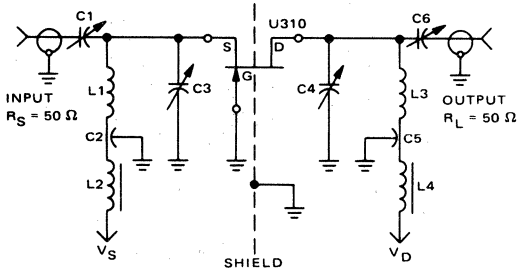 C1
U310
C6
S
D
G
INPUT
R_S = 50 Ω
L1
C3
C4
L3
OUTPUT
R_L = 50 Ω
C2
C5
L2
L4
V_S
V_D
SHIELD